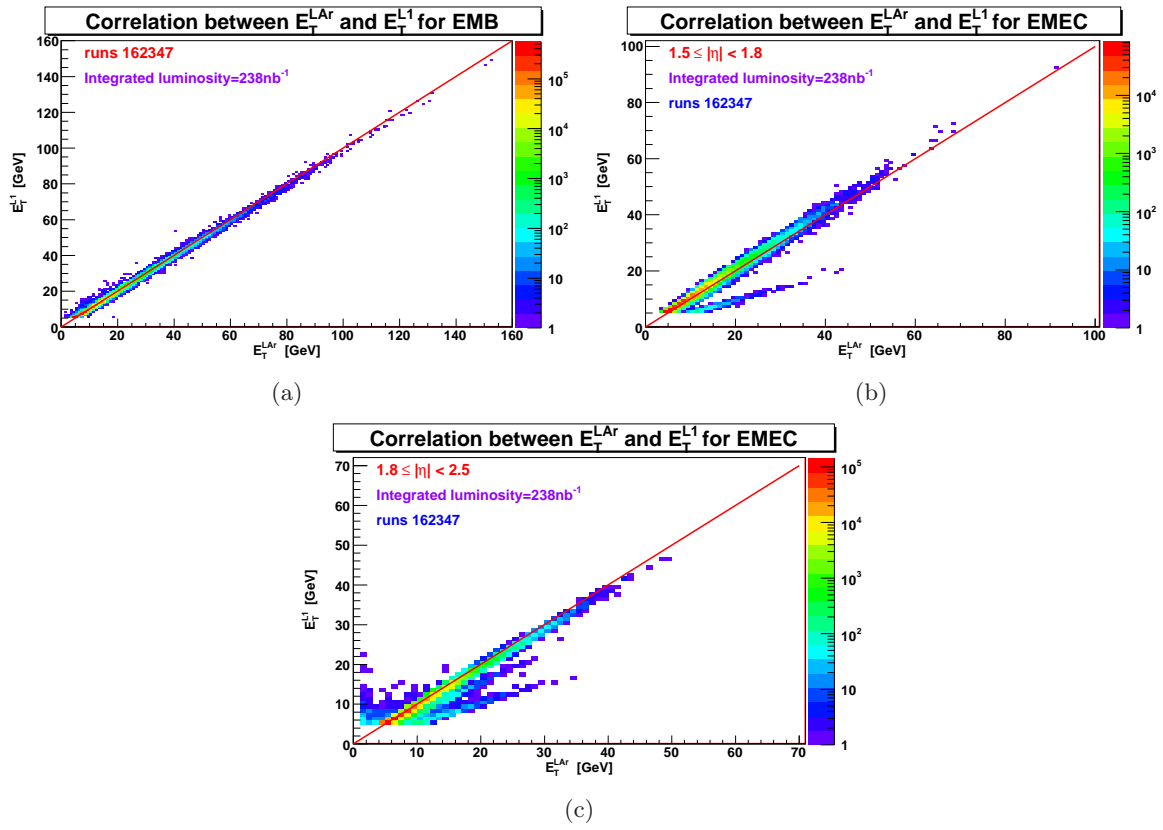 Correlation between E_T^LAr and E_T^L1 for EMB
runs 162347
Integrated luminosity=238nb^-1
E_T^L1 [GeV]
160
140
120
100
80
60
40
20
0
0 20 40 60 80 100 120 140 160
E_T^LAr [GeV]
10^5
10^4
10^3
10^2
10
1
(a)
Correlation between E_T^LAr and E_T^L1 for EMEC
1.5 ≤ |η| < 1.8
Integrated luminosity=238nb^-1
runs 162347
E_T^L1 [GeV]
100
80
60
40
20
0
0 20 40 60 80 100
E_T^LAr [GeV]
10^4
10^3
10^2
10
1
(b)
Correlation between E_T^LAr and E_T^L1 for EMEC
1.8 ≤ |η| < 2.5
Integrated luminosity=238nb^-1
runs 162347
E_T^L1 [GeV]
70
60
50
40
30
20
10
0
0 10 20 30 40 50 60 70
E_T^LAr [GeV]
10^5
10^4
10^3
10^2
10
1
(c)